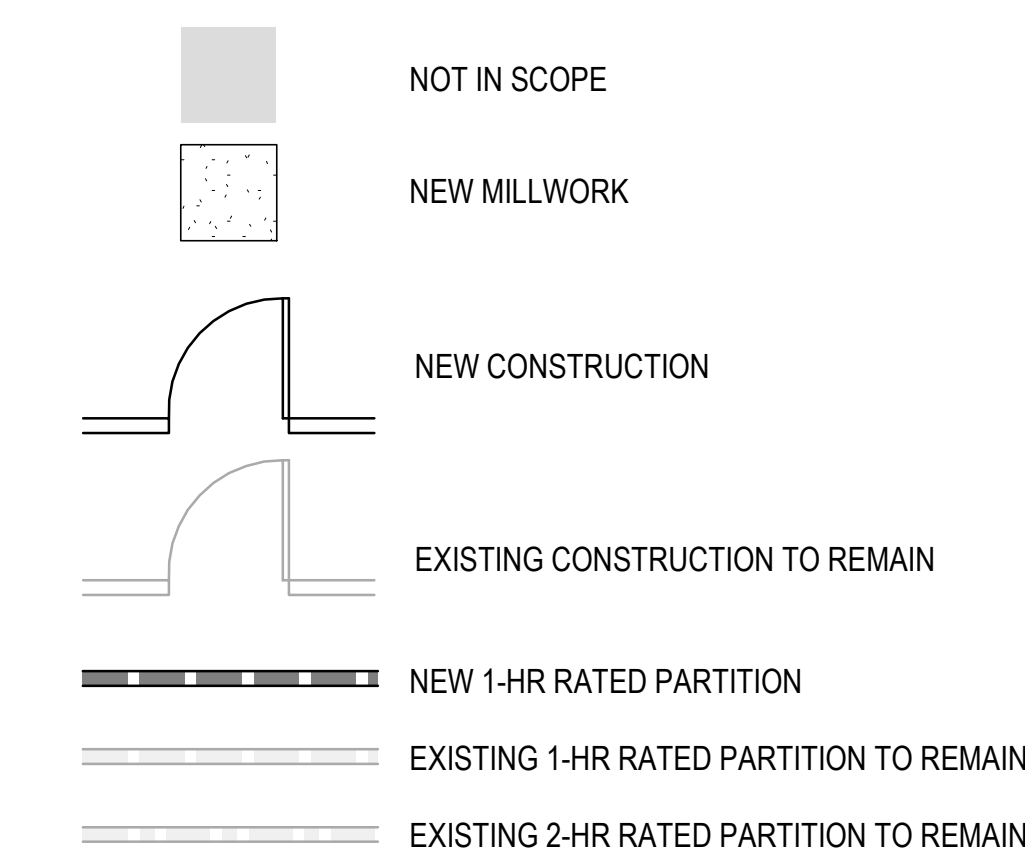 NOT IN SCOPE
NEW MILLWORK
NEW CONSTRUCTION
EXISTING CONSTRUCTION TO REMAIN
NEW 1-HR RATED PARTITION
EXISTING 1-HR RATED PARTITION TO REMAIN
EXISTING 2-HR RATED PARTITION TO REMAIN